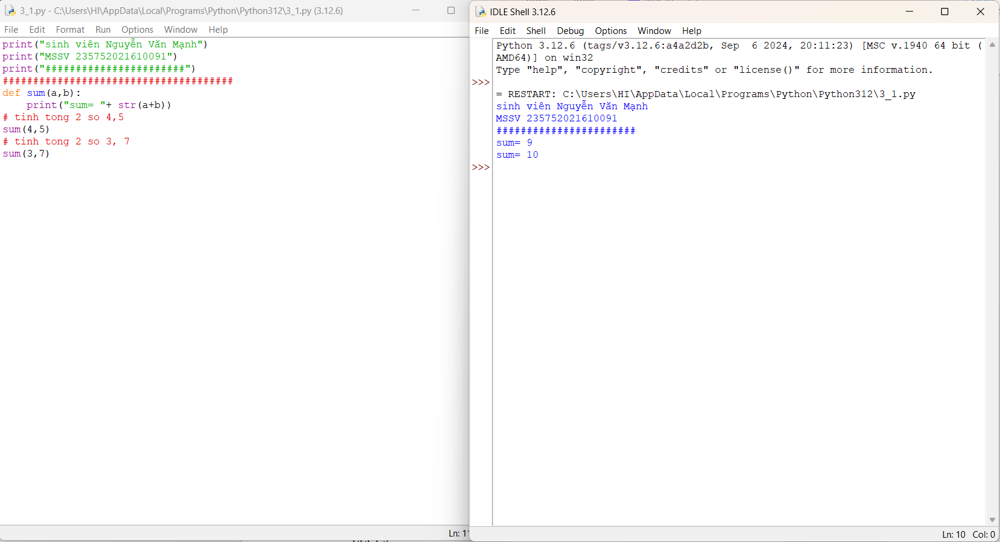 3_1.py - C:\Users\HI\AppData\Local\Programs\Python\Python312\3_1.py (3.12.6)
File Edit Format Run Options Window Help
print("sinh viên Nguyễn Văn Mạnh")
print("MSSV 235752021610091")
print("#######################")
######################################
def sum(a,b):
    print("sum= "+ str(a+b))
# tinh tong 2 so 4,5
sum(4,5)
# tinh tong 2 so 3, 7
sum(3,7)
Ln: 11
IDLE Shell 3.12.6
File Edit Shell Debug Options Window Help
Python 3.12.6 (tags/v3.12.6:a4a2d2b, Sep  6 2024, 20:11:23) [MSC v.1940 64 bit (
AMD64)] on win32
Type "help", "copyright", "credits" or "license()" for more information.
>>>
= RESTART: C:\Users\HI\AppData\Local\Programs\Python\Python312\3_1.py
sinh viên Nguyễn Văn Mạnh
MSSV 235752021610091
#######################
sum= 9
sum= 10
>>>
Ln: 10 Col: 0